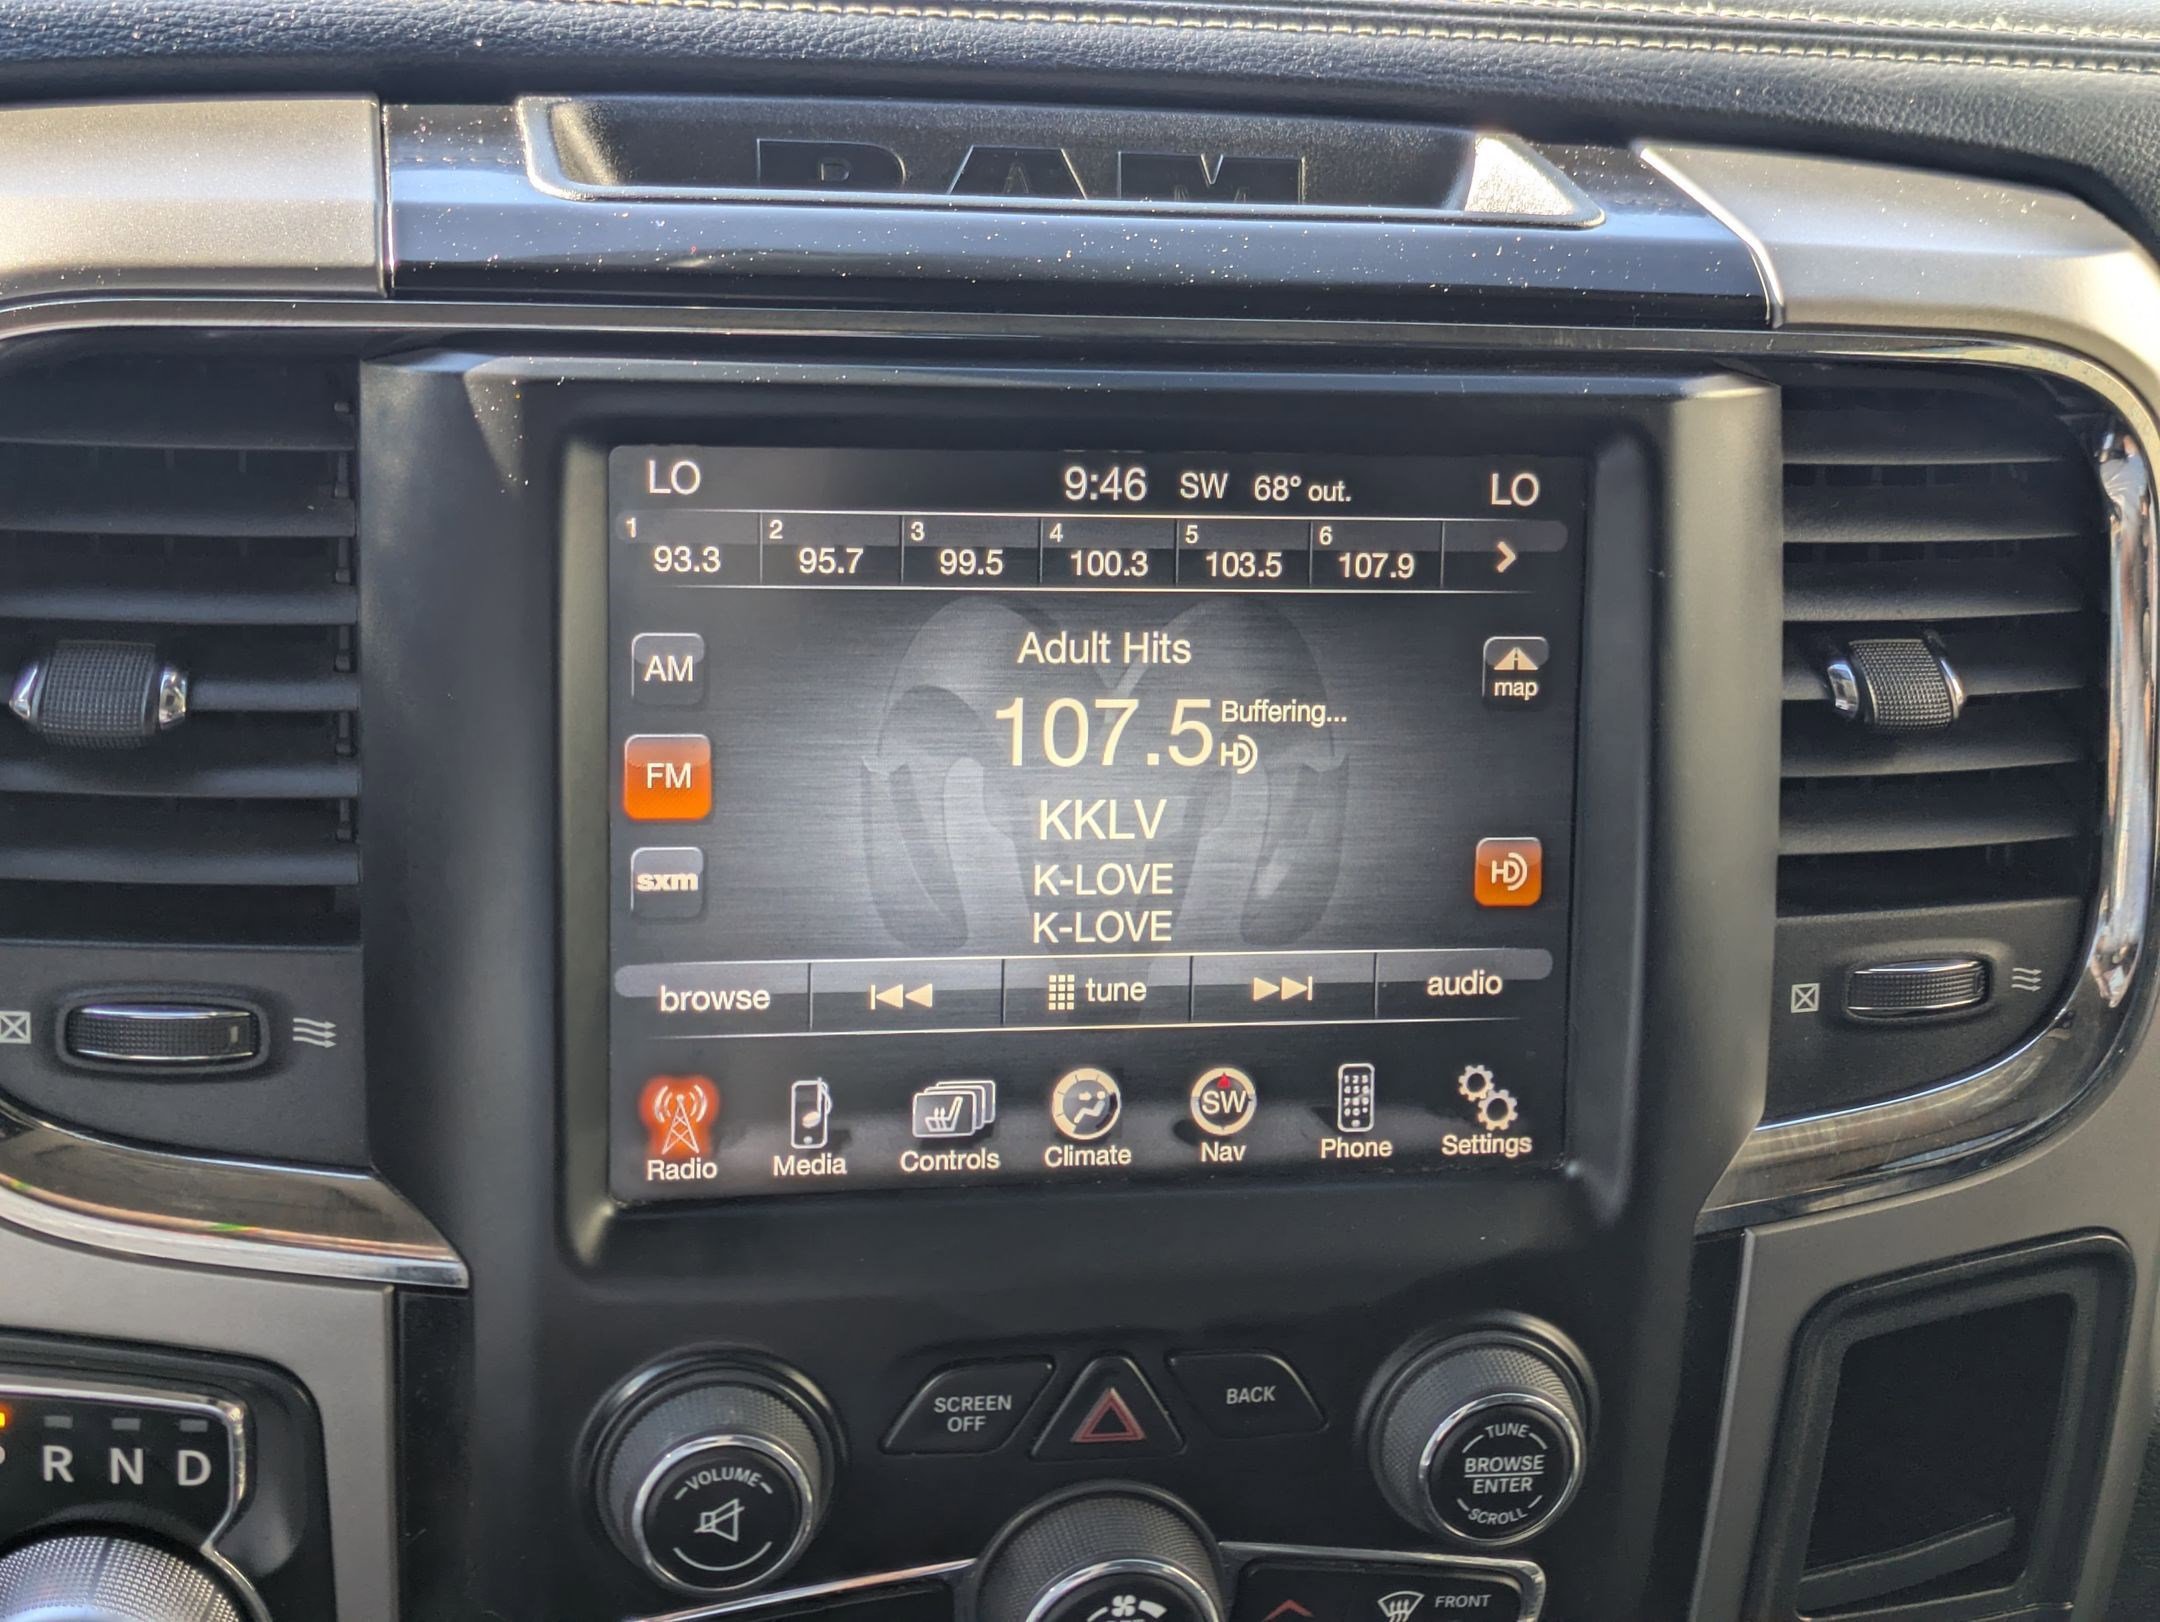 RAM
LO 9:46 SW 68° out. LO
1 93.3 2 95.7 3 99.5 4 100.3 5 103.5 6 107.9
AM
Adult Hits
map
FM
107.5 Buffering...
HD
KKLV
sxm
K-LOVE
HD
K-LOVE
browse tune audio
Radio Media Controls Climate SW Nav Phone Settings
SCREEN OFF
BACK
VOLUME
TUNE
BROWSE
ENTER
SCROLL
P R N D
FRONT